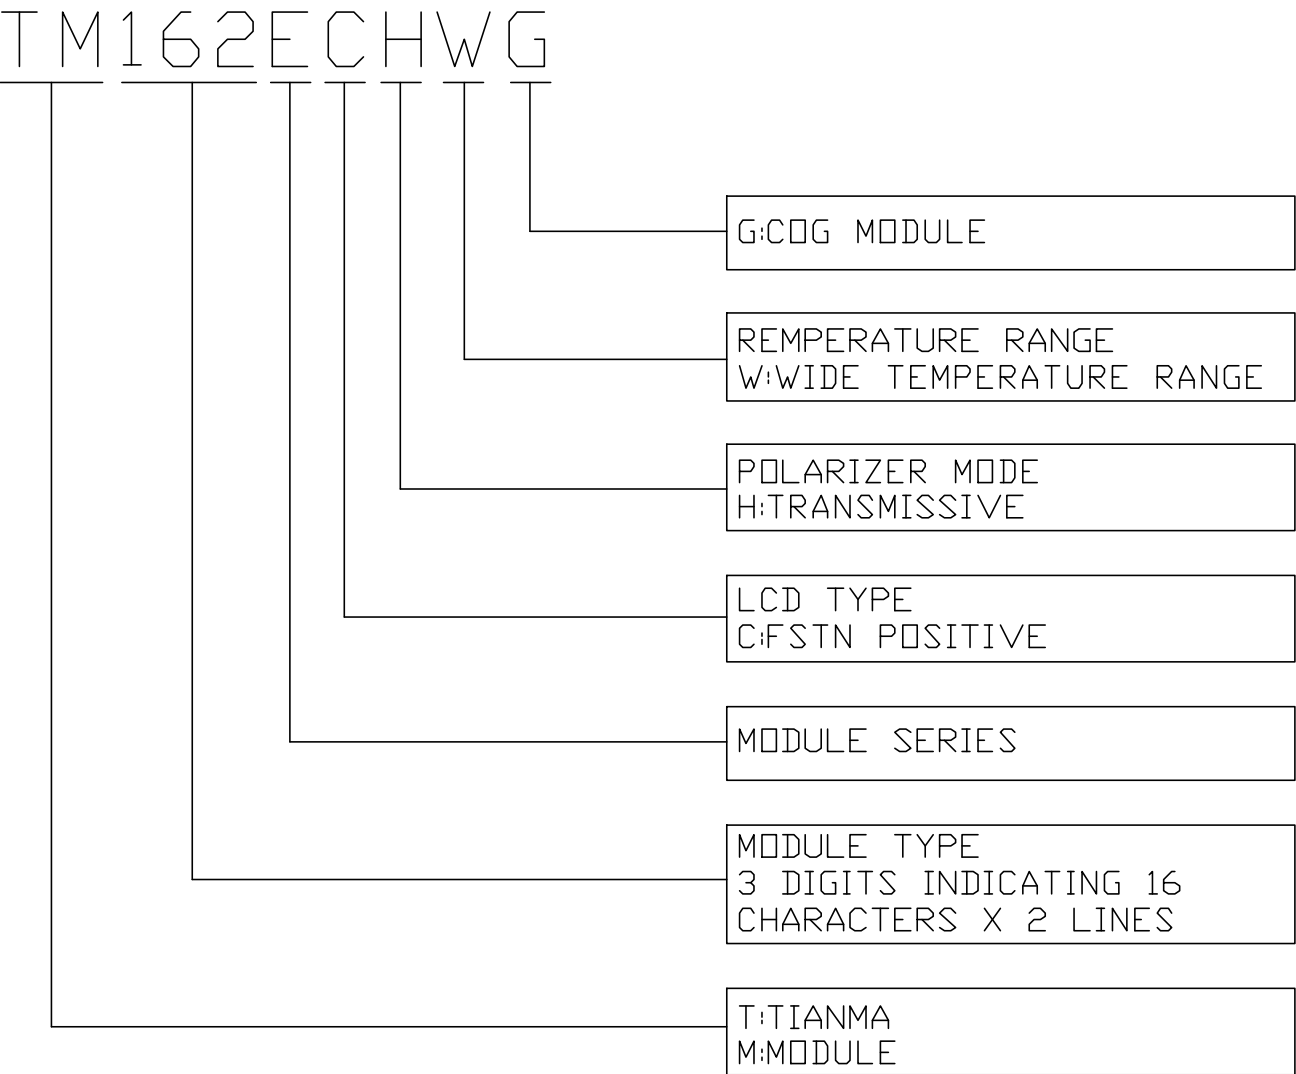 TM162ECHWG
G:COG MODULE
REMPERATURE RANGE
W:WIDE TEMPERATURE RANGE
POLARIZER MODE
H:TRANSMISSIVE
LCD TYPE
C:FSTN POSITIVE
MODULE SERIES
MODULE TYPE
3 DIGITS INDICATING 16
CHARACTERS X 2 LINES
T:TIANMA
M:MODULE